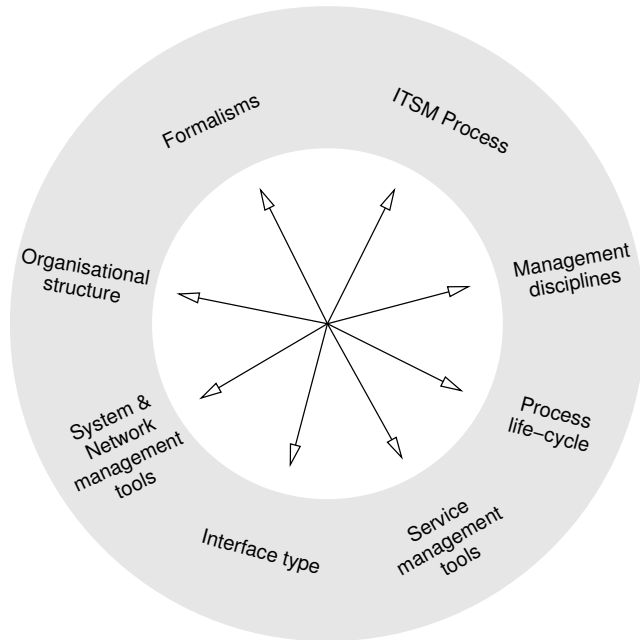 Formalisms
ITSM Process
Organisational
structure
Management
disciplines
System &
Network
management
tools
Process
life–cycle
Interface type
Service
management
tools